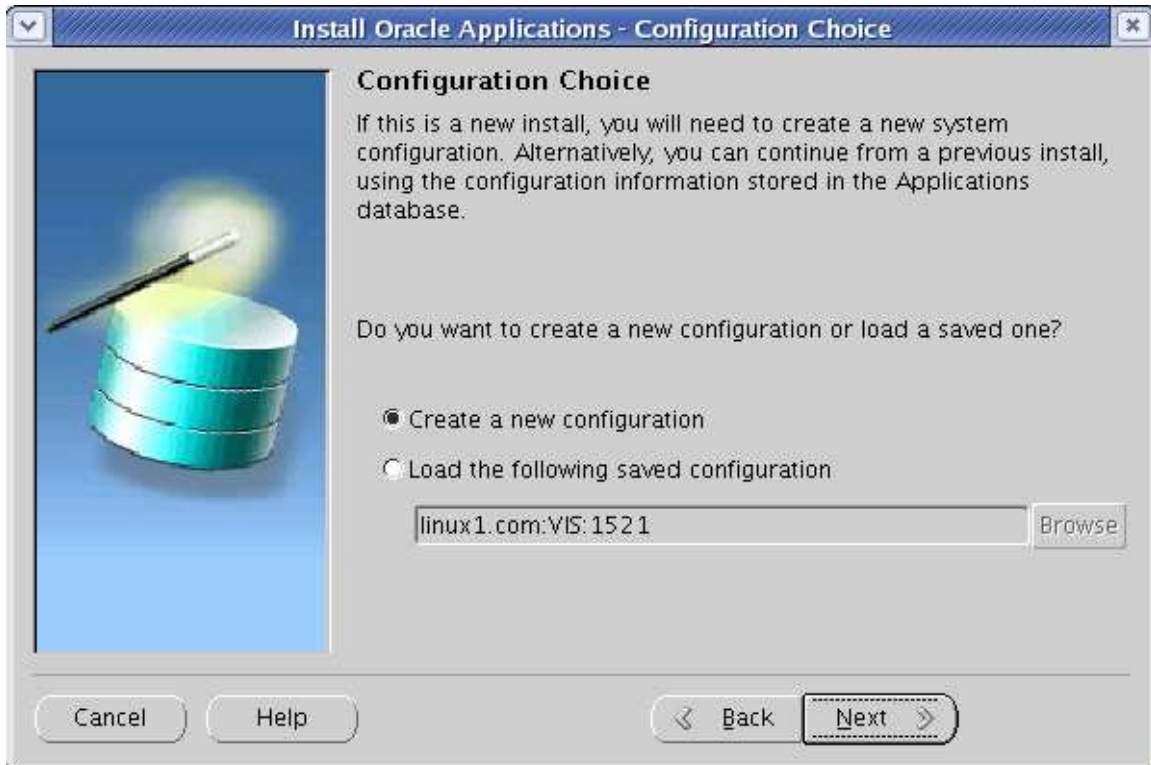 Install Oracle Applications - Configuration Choice
Configuration Choice
If this is a new install, you will need to create a new system
configuration. Alternatively, you can continue from a previous install,
using the configuration information stored in the Applications
database.
Do you want to create a new configuration or load a saved one?
Create a new configuration
Load the following saved configuration
linux1.com:VIS:1521
Browse
Cancel
Help
Back
Next